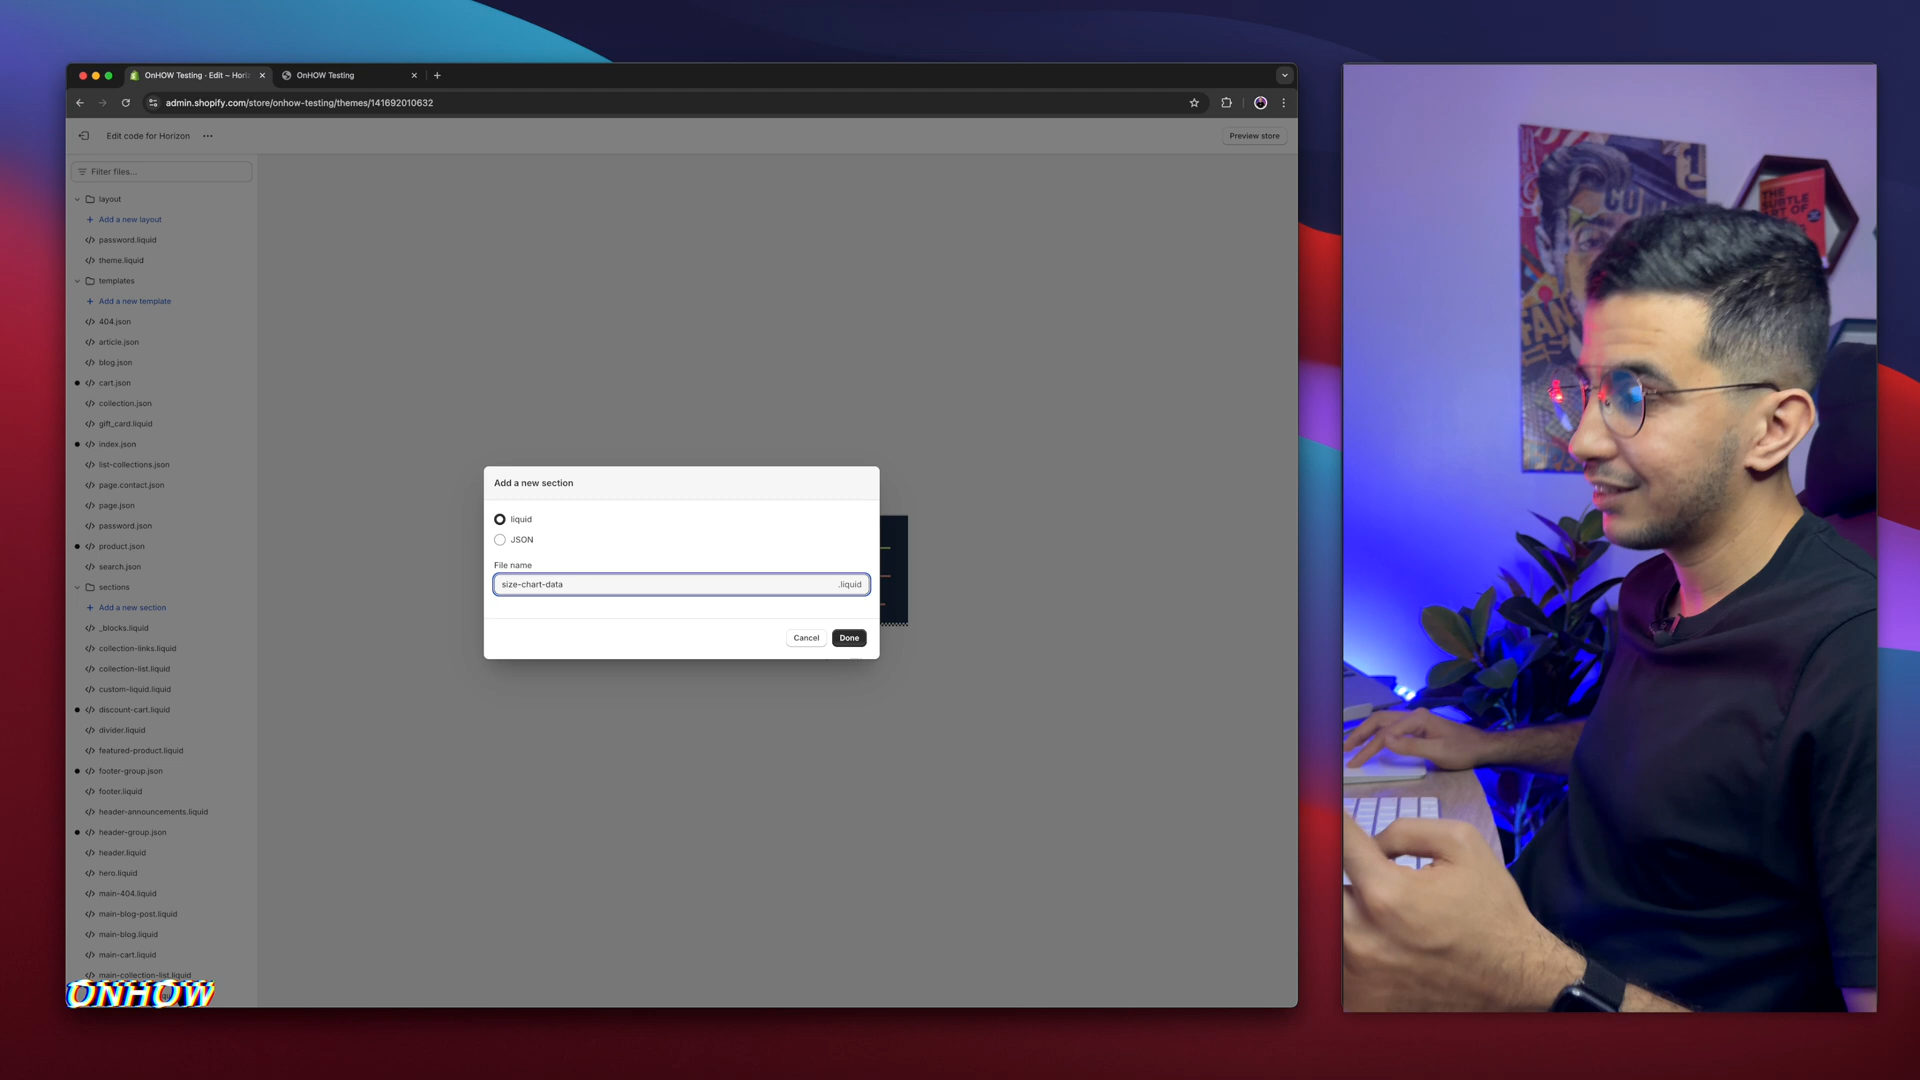 OnHOW Testing · Edit ~ Hori
OnHOW Testing
admin.shopify.com/store/onhow-testing/themes/141692010632
Edit code for Horizon
Preview store
Filter files...
layout
Add a new layout
password.liquid
theme.liquid
templates
Add a new template
404.json
article.json
blog.json
cart.json
collection.json
gift_card.liquid
index.json
list-collections.json
page.contact.json
page.json
password.json
product.json
search.json
sections
Add a new section
_blocks.liquid
collection-links.liquid
collection-list.liquid
custom-liquid.liquid
discount-cart.liquid
divider.liquid
featured-product.liquid
footer-group.json
footer.liquid
header-announcements.liquid
header-group.json
header.liquid
hero.liquid
main-404.liquid
main-blog-post.liquid
main-blog.liquid
main-cart.liquid
main-collection-list.liquid
ONHOW
Add a new section
liquid
JSON
File name
size-chart-data
.liquid
Cancel
Done
THE
SUBTLE
ART OF